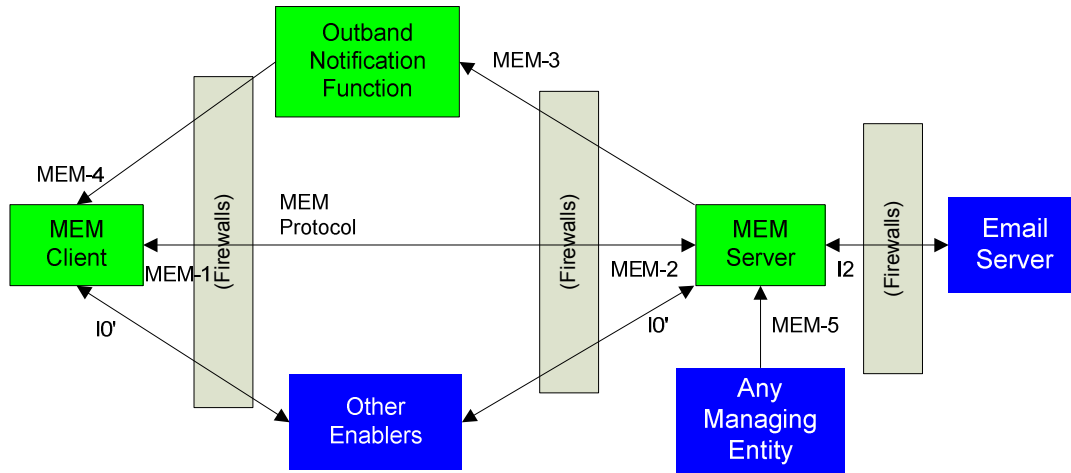 Outband
Notification
Function
MEM-3
MEM-4
MEM
Protocol
MEM
Client
MEM-1
(Firewalls)
(Firewalls)
MEM-2
MEM
Server
I2
(Firewalls)
Email
Server
I0'
I0'
MEM-5
Other
Enablers
Any
Managing
Entity